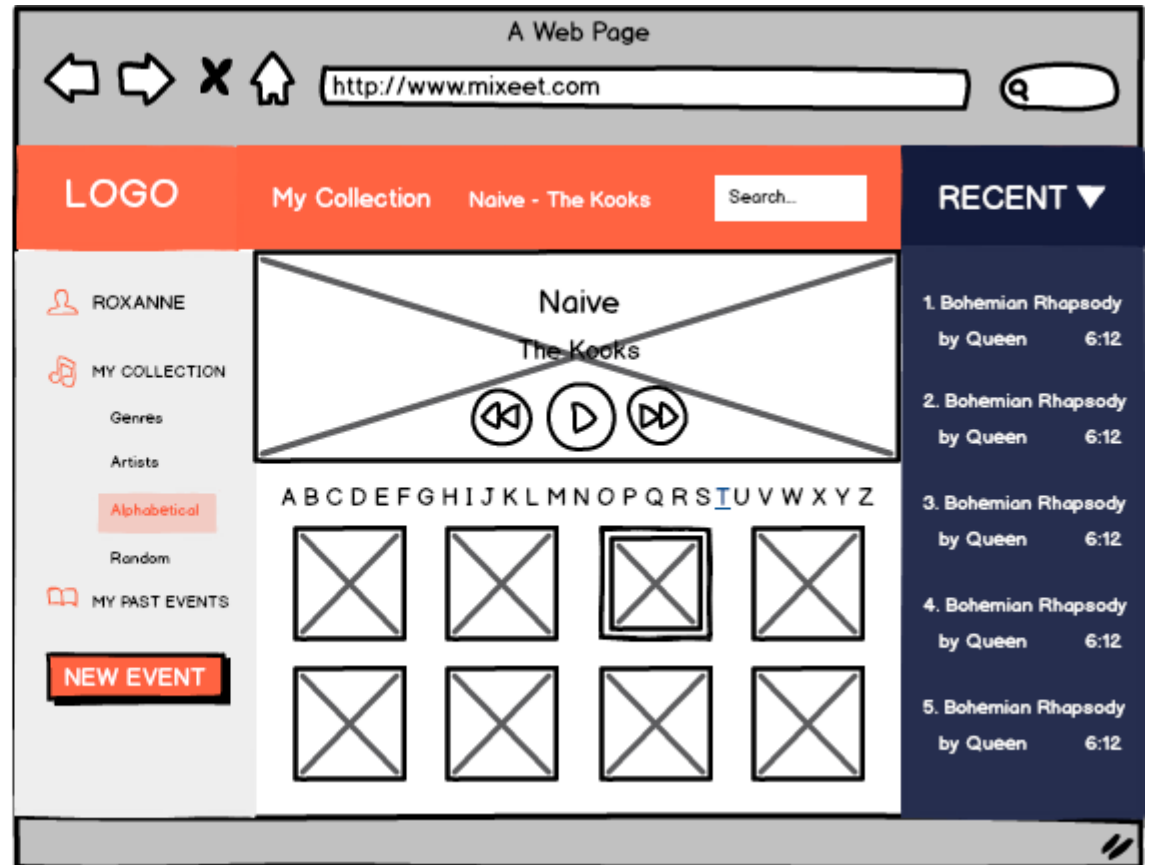 A Web Page
http://www.mixeet.com
LOGO
My Collection
Naive - The Kooks
Search...
RECENT ▼
ROXANNE
MY COLLECTION
Genres
Artists
Alphabetical
Random
MY PAST EVENTS
NEW EVENT
Naive
The Kooks
A B C D E F G H I J K L M N O P Q R S T U V W X Y Z
1. Bohemian Rhapsody
by Queen 6:12
2. Bohemian Rhapsody
by Queen 6:12
3. Bohemian Rhapsody
by Queen 6:12
4. Bohemian Rhapsody
by Queen 6:12
5. Bohemian Rhapsody
by Queen 6:12